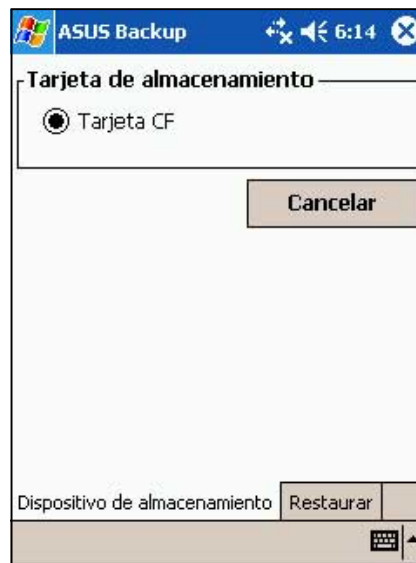 ASUS Backup 6:14
Tarjeta de almacenamiento
Tarjeta CF
Cancelar
Dispositivo de almacenamiento Restaurar